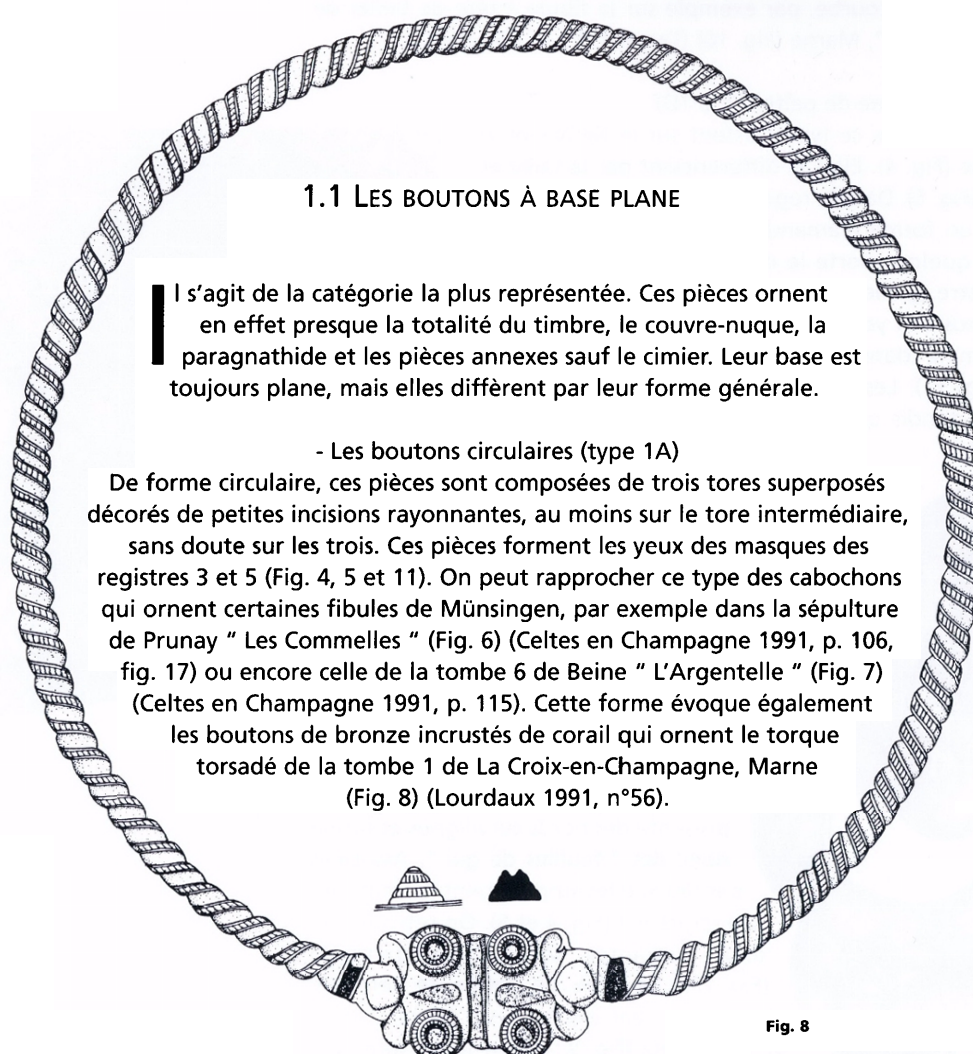 1.1 LES BOUTONS À BASE PLANE
Il s'agit de la catégorie la plus représentée. Ces pièces ornent
en effet presque la totalité du timbre, le couvre-nuque, la
paragnathide et les pièces annexes sauf le cimier. Leur base est
toujours plane, mais elles diffèrent par leur forme générale.
- Les boutons circulaires (type 1A)
De forme circulaire, ces pièces sont composées de trois tores superposés
décorés de petites incisions rayonnantes, au moins sur le tore intermédiaire,
sans doute sur les trois. Ces pièces forment les yeux des masques des
registres 3 et 5 (Fig. 4, 5 et 11). On peut rapprocher ce type des cabochons
qui ornent certaines fibules de Münsingen, par exemple dans la sépulture
de Prunay " Les Commelles " (Fig. 6) (Celtes en Champagne 1991, p. 106,
fig. 17) ou encore celle de la tombe 6 de Beine " L'Argentelle " (Fig. 7)
(Celtes en Champagne 1991, p. 115). Cette forme évoque également
les boutons de bronze incrustés de corail qui ornent le torque
torsadé de la tombe 1 de La Croix-en-Champagne, Marne
(Fig. 8) (Lourdaux 1991, n°56).
Fig. 8